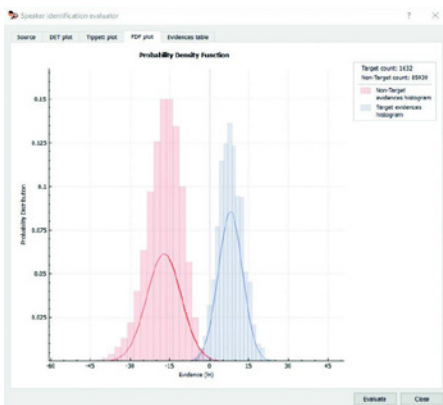 Speaker identification evaluator
? ×
Source DET plot Tippett plot PDF plot Evidences table
Probability Density Function
Target count: 1632
Non-Target count:
Non-Target
evidences histogram
Target evidences
histogram
0.15
0.125
0.1
0.075
0.05
0.025
Probability Distribution
-60 -45 -30 -15 0 15 30 45
Evidence (ln)
Evaluate Close